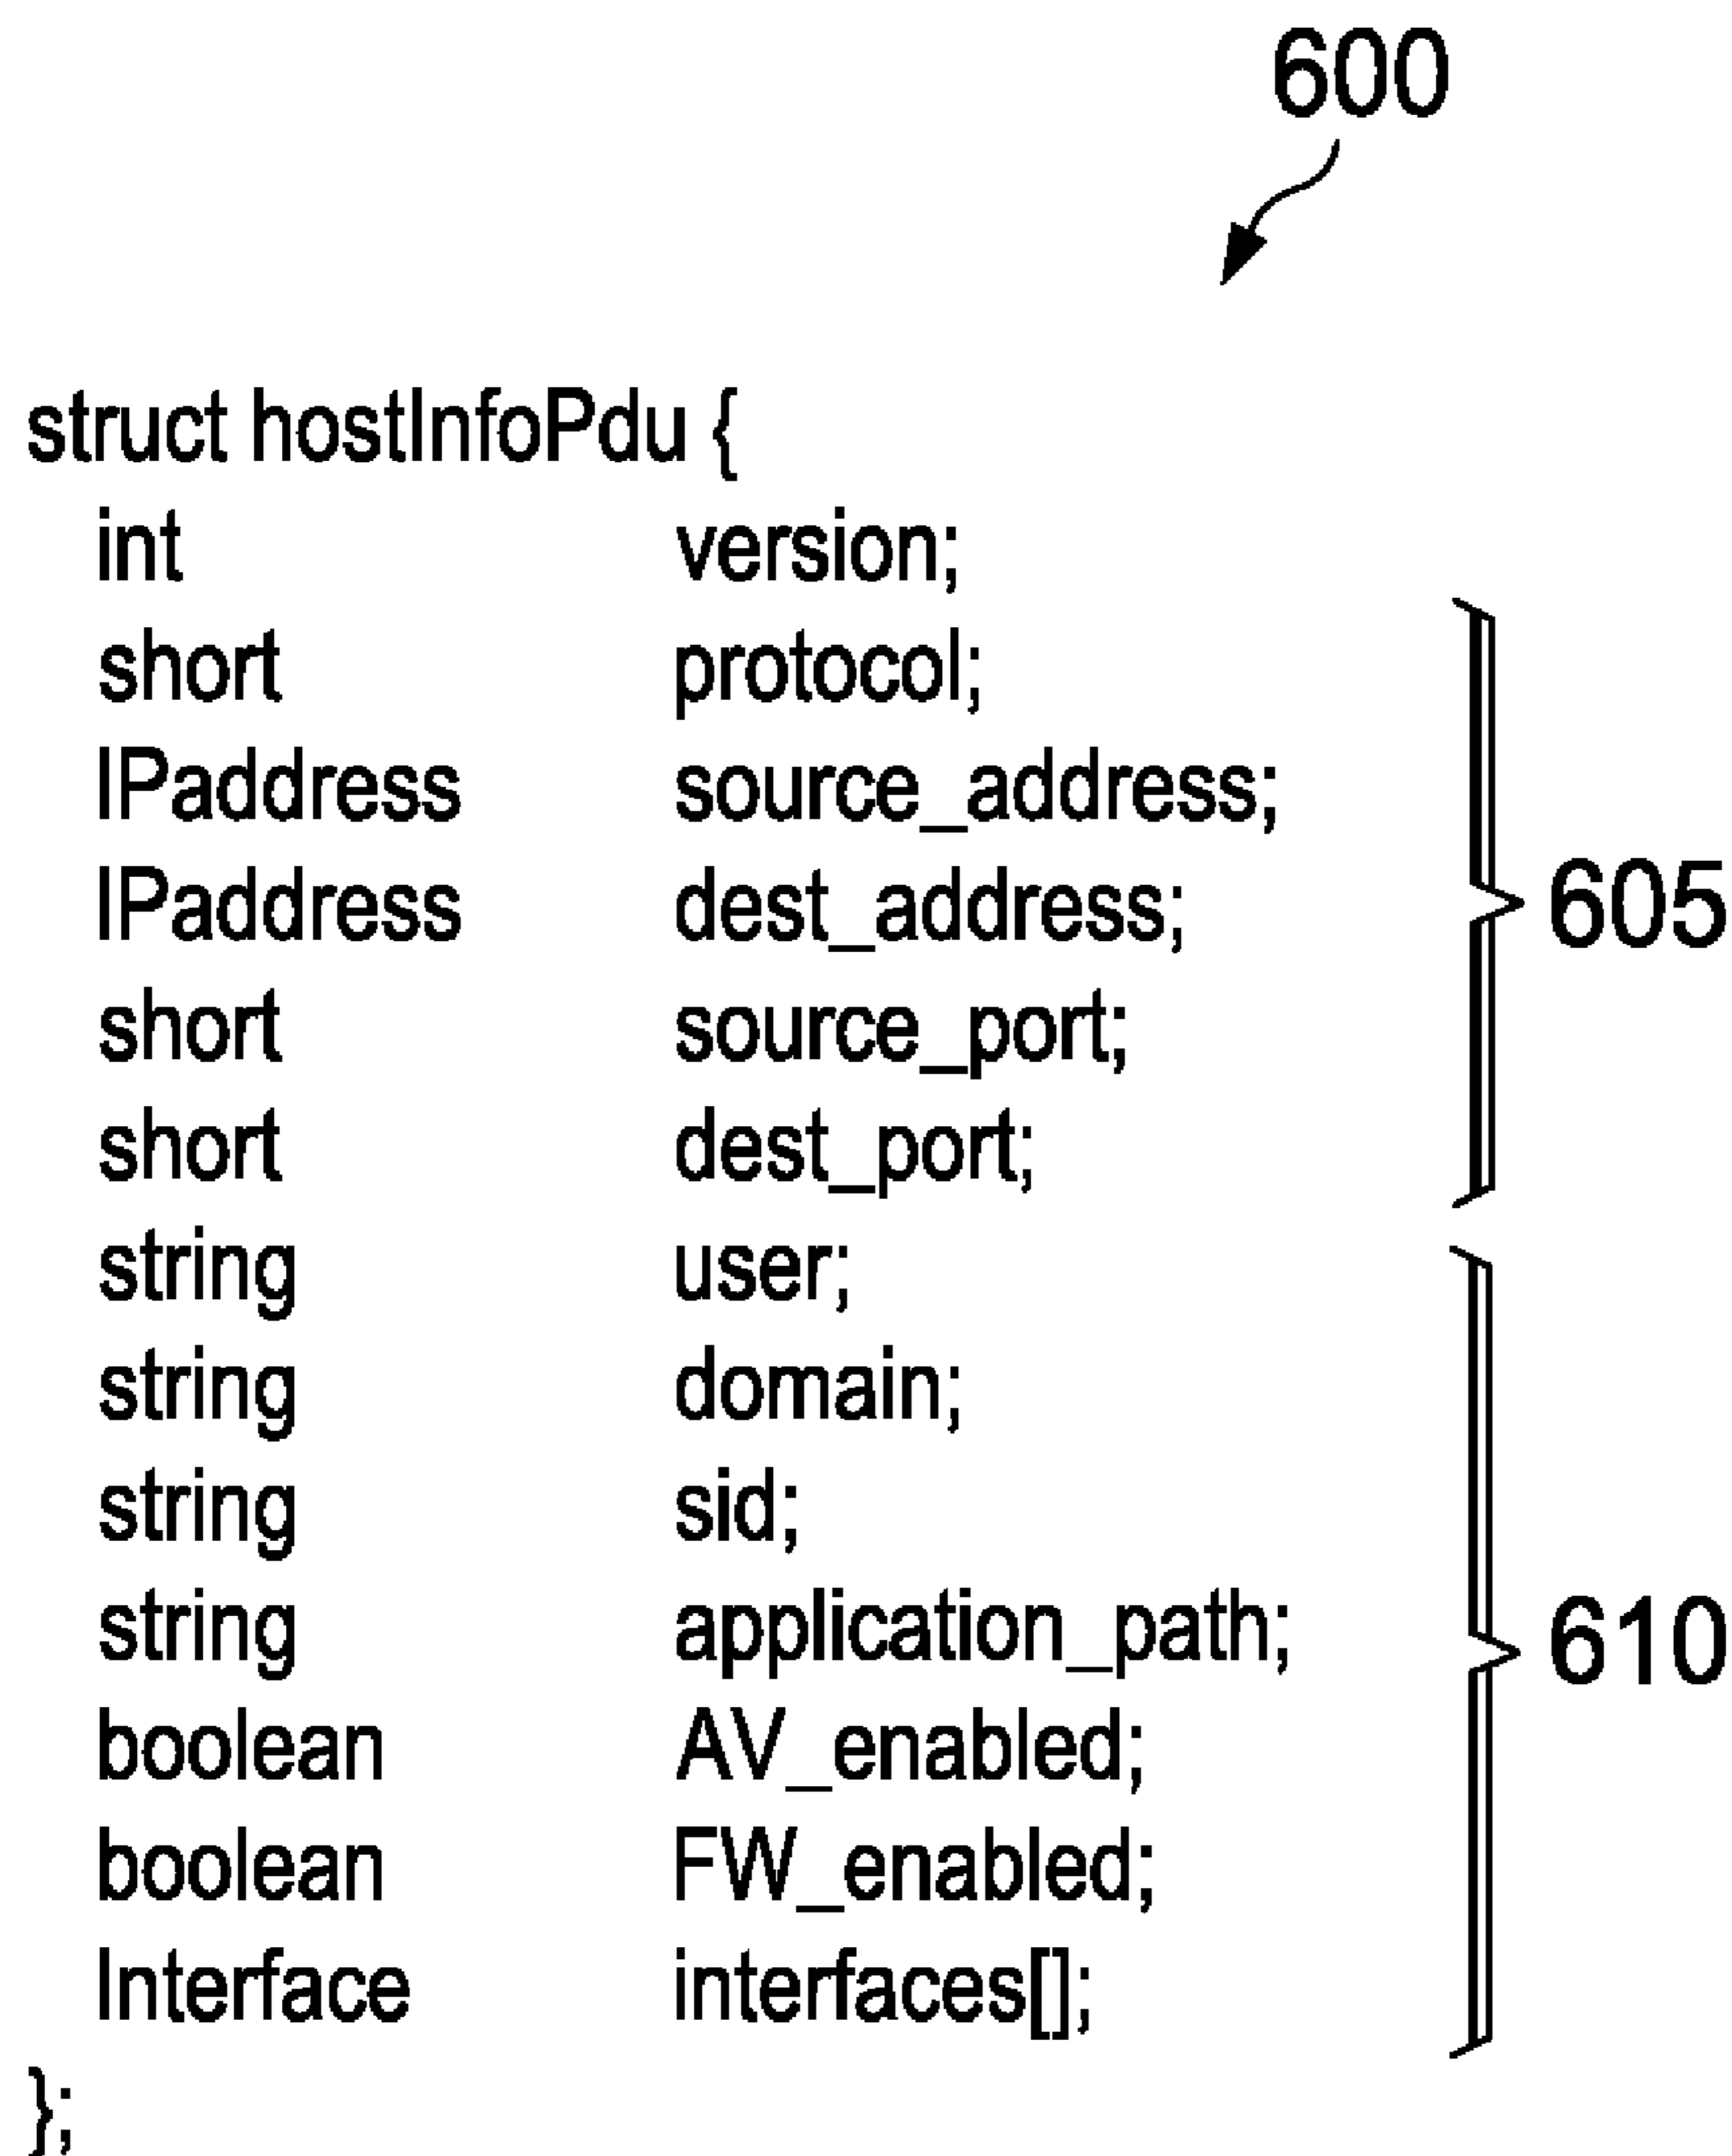 600
struct hostInfoPdu {
int version;
short protocol;
IPaddress source_address;
IPaddress dest_address;
605
short source_port;
short dest_port;
string user;
string domain;
string sid;
string application_path;
610
boolean AV_enabled;
boolean FW_enabled;
Interface interfaces[];
};